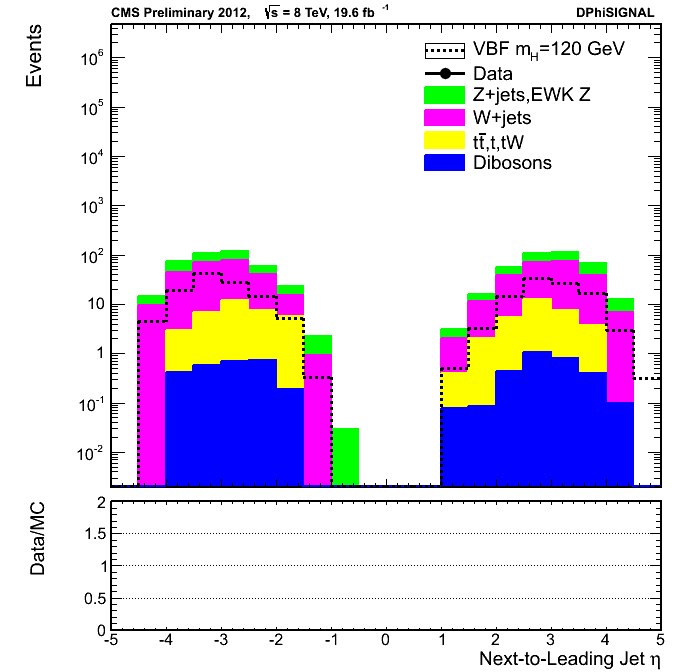 CMS Preliminary 2012, √s = 8 TeV, 19.6 fb⁻¹ DPhiSIGNAL
Events
10⁶
10⁵
10⁴
10³
10²
10
1
10⁻¹
10⁻²
VBF m_H=120 GeV
Data
Z+jets,EWK Z
W+jets
tt̄,t,tW
Dibosons
Data/MC
2
1.5
1
0.5
0
-5 -4 -3 -2 -1 0 1 2 3 4 5
Next-to-Leading Jet η